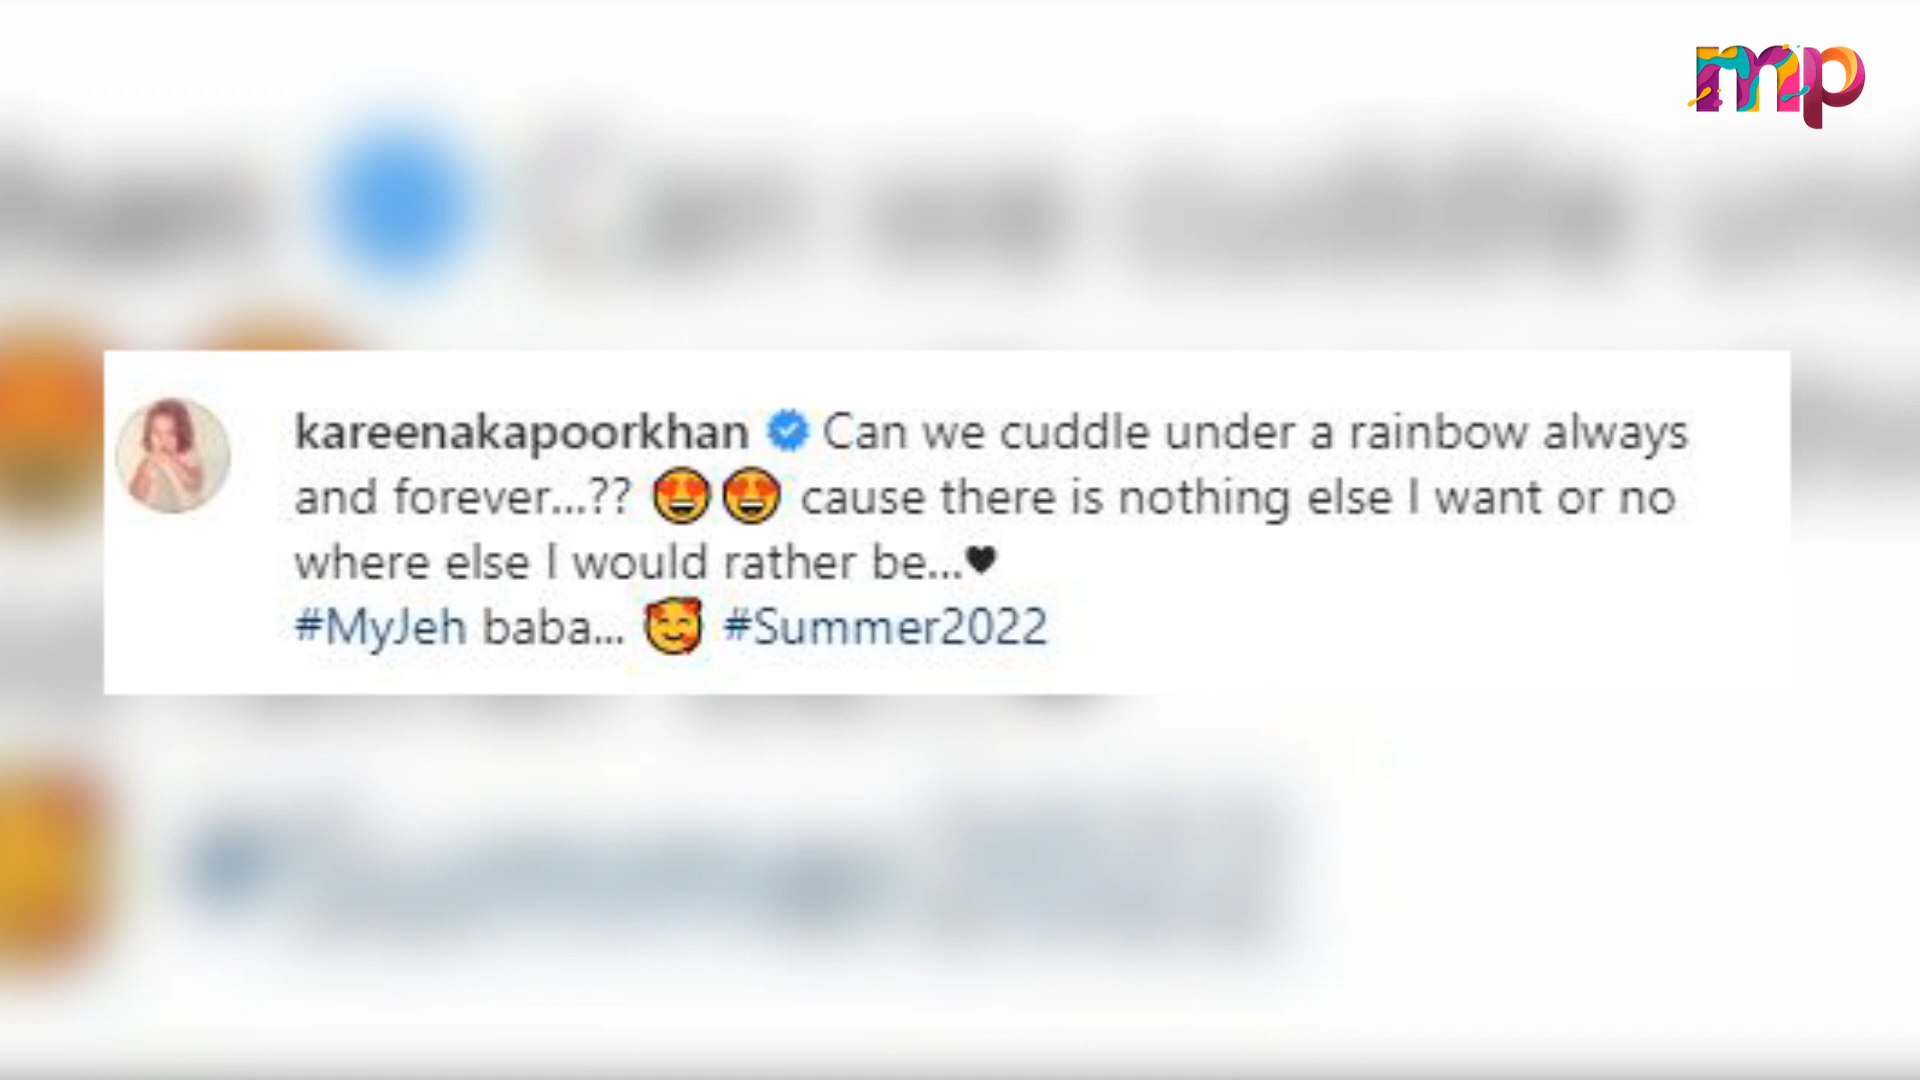 mp
kareenakapoorkhan Can we cuddle under a rainbow always
and forever...?? 😍😍 cause there is nothing else I want or no
where else I would rather be...♥
#MyJeh baba... 🥰 #Summer2022